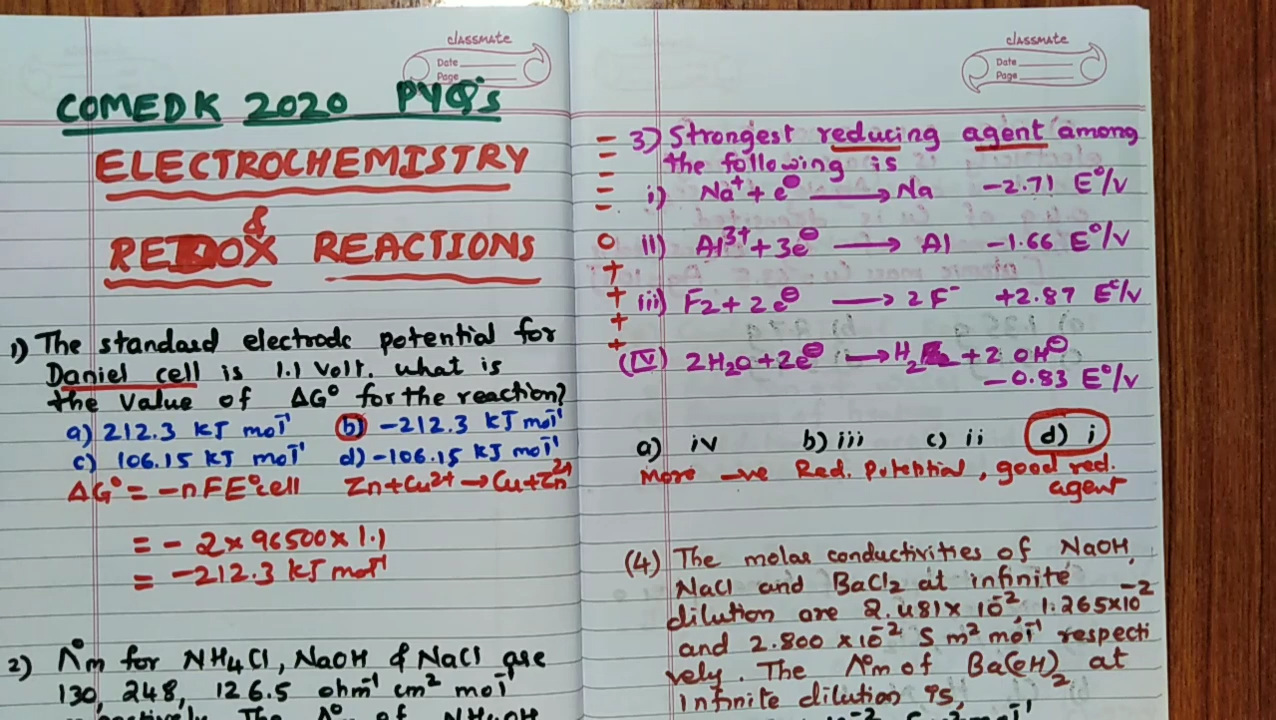 classmate
Date
Page
COMEDK 2020 PYQ's
ELECTROCHEMISTRY
&
REDOX REACTIONS
1) The standard electrode potential for
Daniel cell is 1.1 Volt. what is
the value of ΔG° for the reaction?
a) 212.3 KJ mol⁻¹ b) -212.3 KJ mol⁻¹
c) 106.15 KJ mol⁻¹ d) -106.15 KJ mol⁻¹
ΔG° = -nFE°cell Zn+Cu²⁺→Cu+Zn²⁺
= - 2×96500×1.1
= -212.3 KJ mol⁻¹
2) Λ°m for NH₄Cl, NaOH & NaCl are
130, 248, 126.5 ohm⁻¹ cm² mol⁻¹
classmate
Date
Page
3) Strongest reducing agent among
the following is
i) Na⁺ + e⊖ → Na -2.71 E°/v
ii) Al³⁺ + 3e⊖ → Al -1.66 E°/v
iii) F₂ + 2e⊖ → 2F⁻ +2.87 E°/v
(iv) 2H₂O + 2e⊖ → H₂ + 2OH⊖
-0.83 E°/v
a) iv b) iii c) ii d) i
More -ve Red. Potential, good red.
agent
(4) The molar conductivities of NaOH,
NaCl and BaCl₂ at infinite
dilution are 2.481×10⁻², 1.265×10⁻²
and 2.800×10⁻² S m² mol⁻¹ respecti
vely. The Λ°m of Ba(OH)₂ at
infinite dilution is,